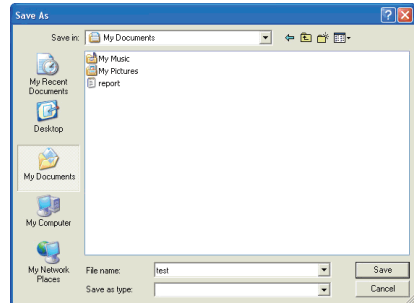 Save As
Save in: My Documents
My Music
My Pictures
report
My Recent
Documents
Desktop
My Documents
My Computer
My Network
Places
File name: test Save
Save as type: Cancel